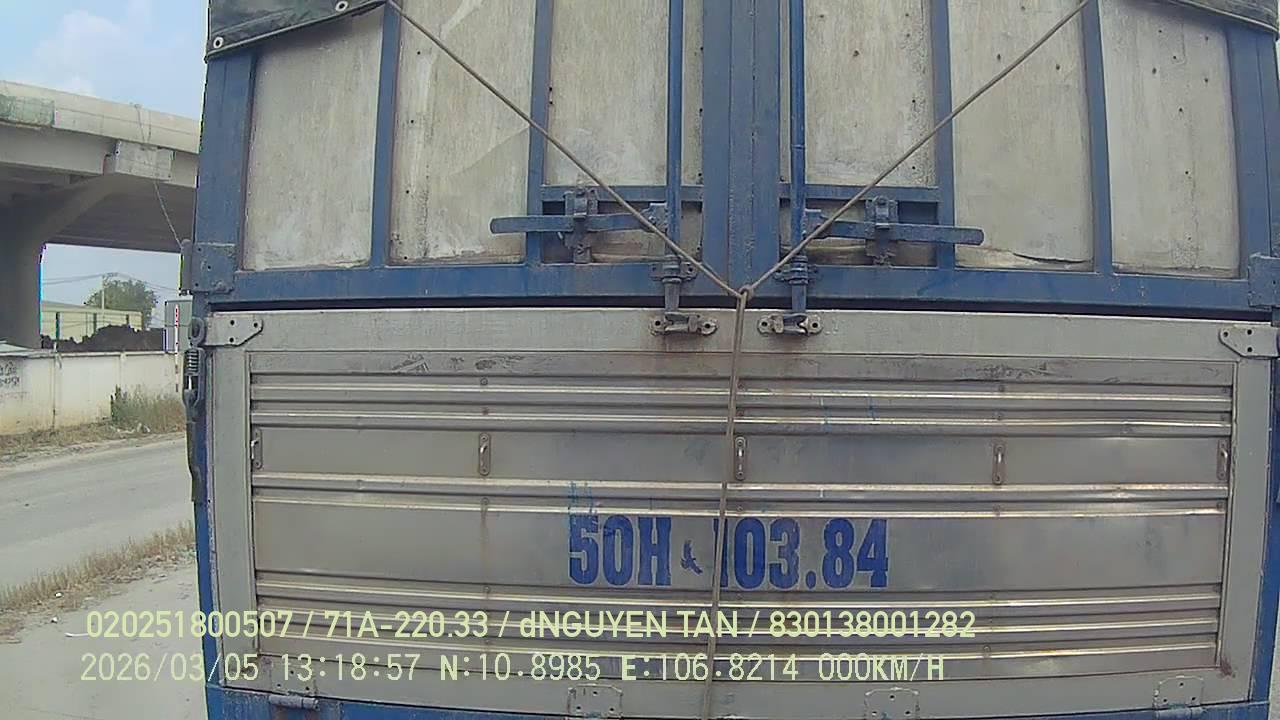 50H 103.84
020251800507 / 71A-220.33 / dNGUYEN TAN / 830138001282
2026/03/05 13:18:57 N:10.8985 E:106.8214 000KM/H